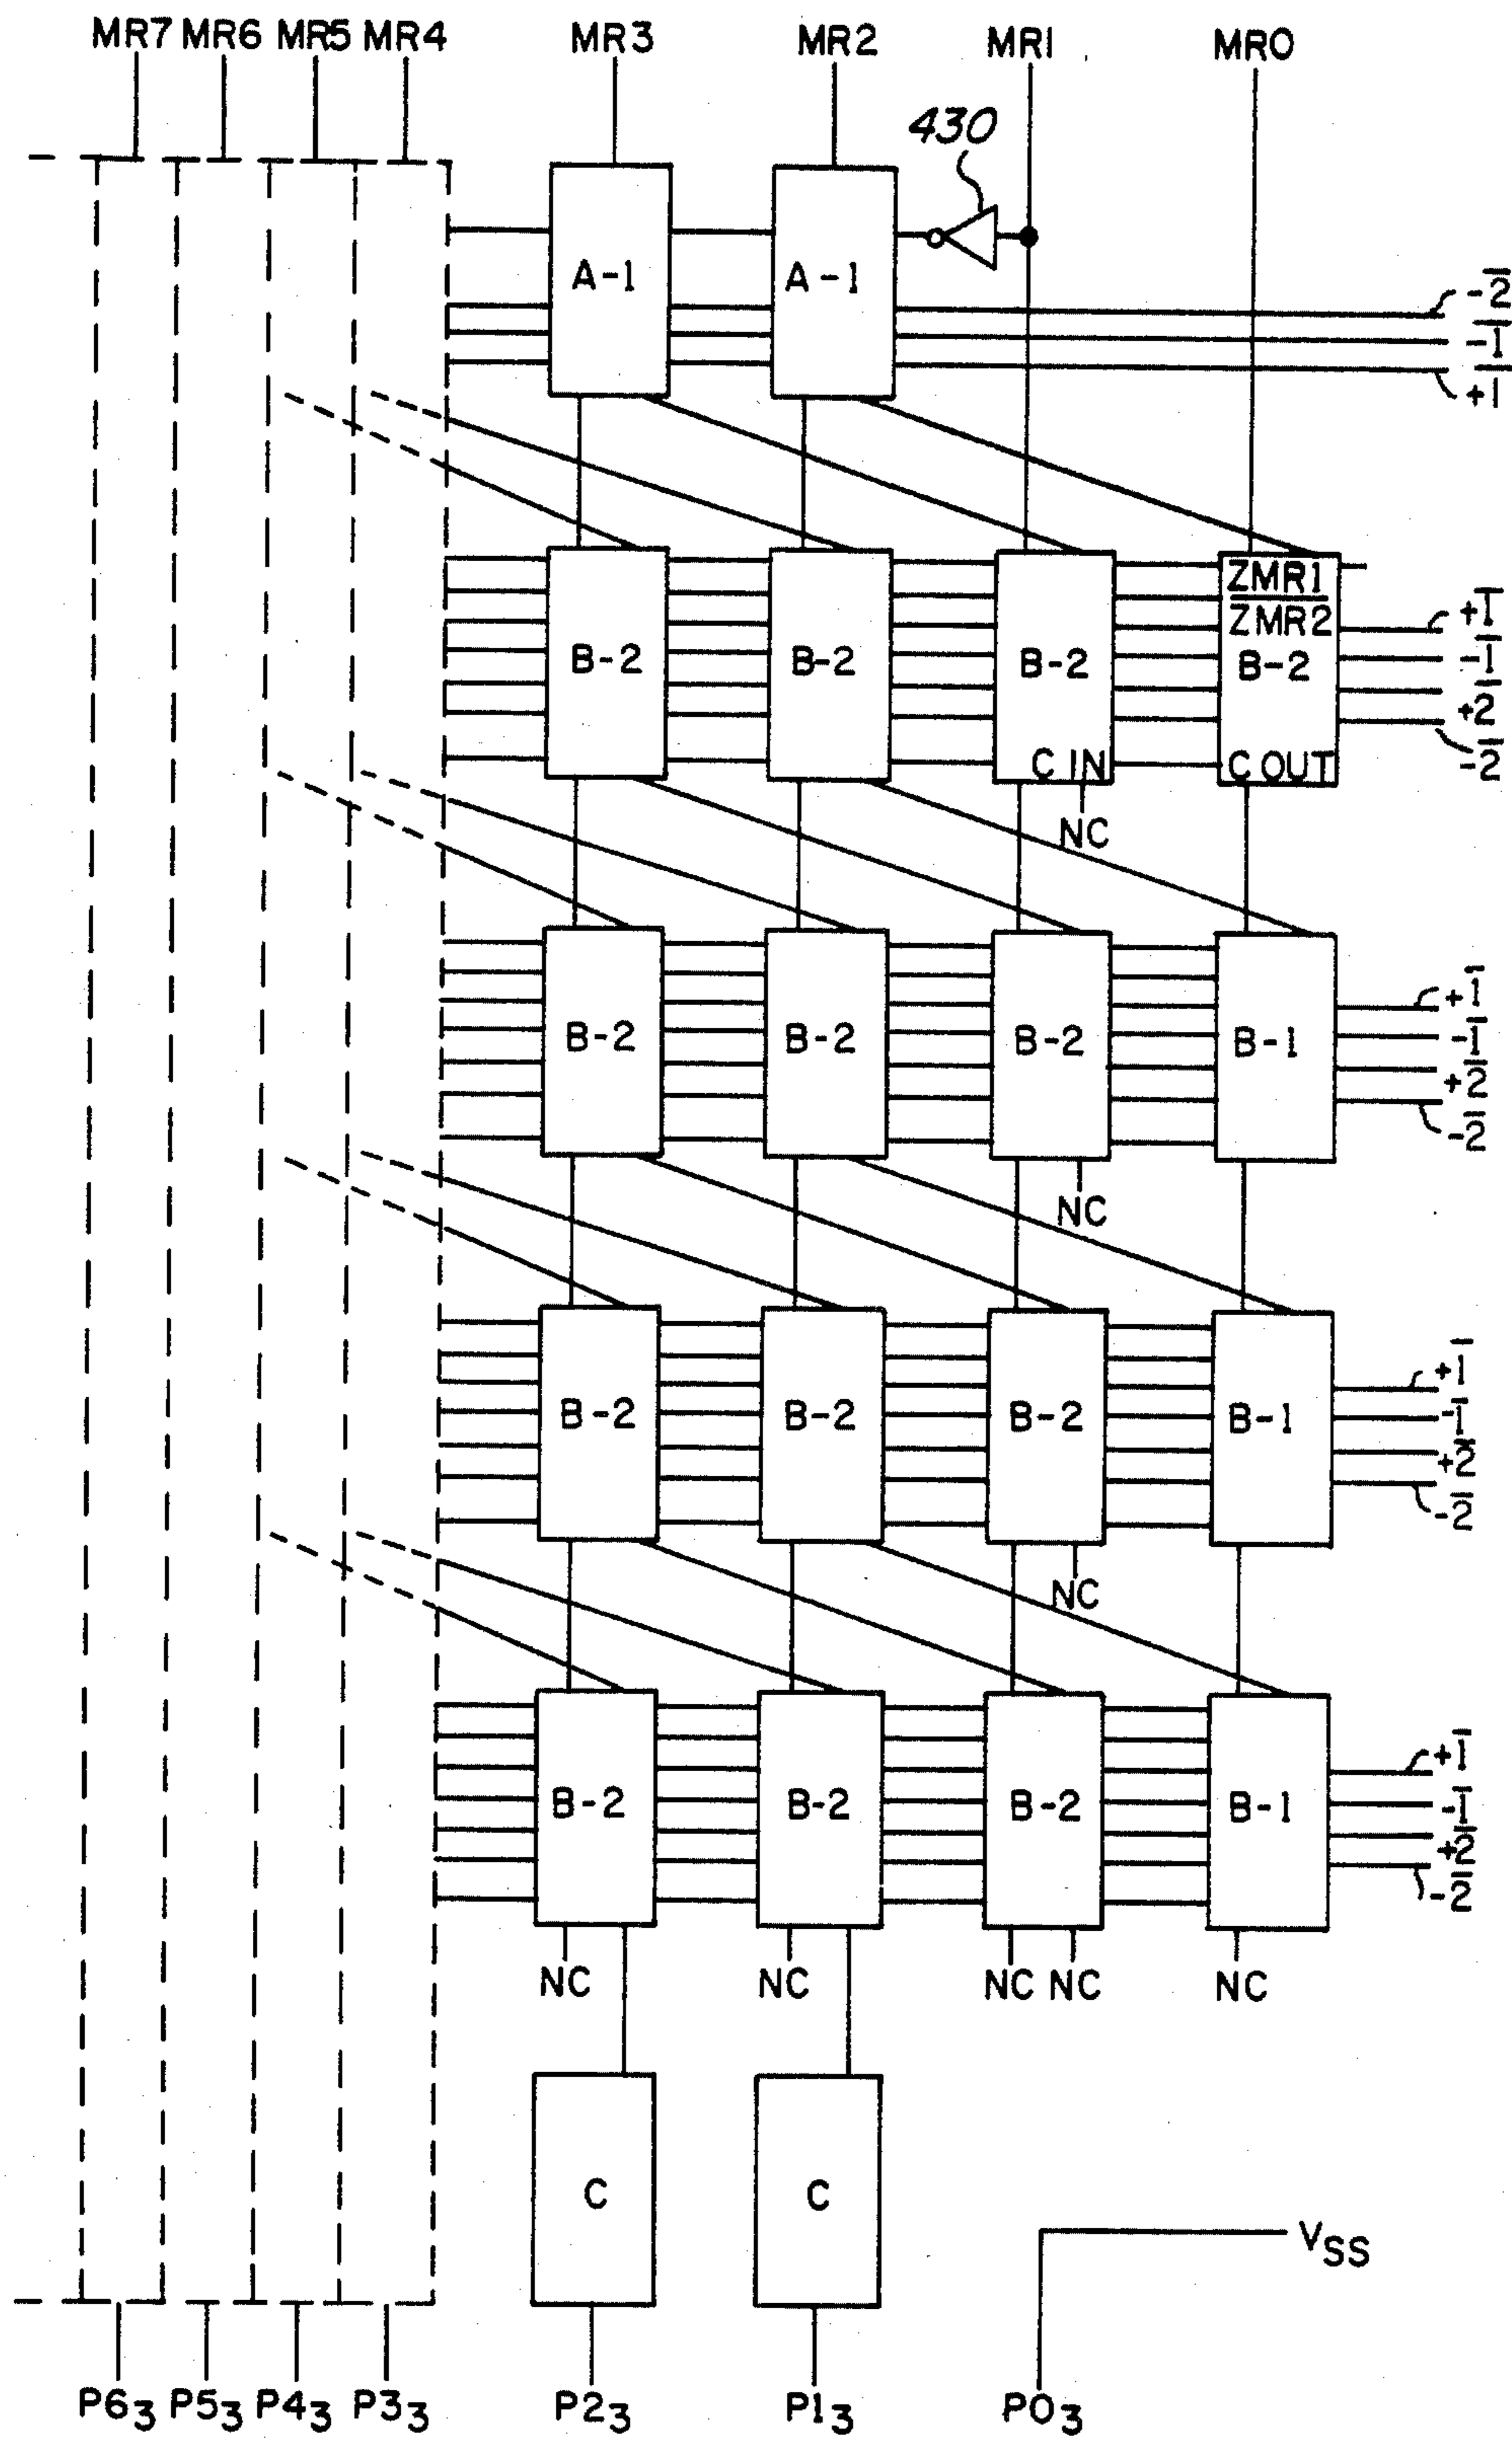 MR7 MR6 MR5 MR4 MR3 MR2 MR1 MR0
430
A-1 A-1
-2̅
-1̅
+1̅
ZMR1
Z̅M̅R̅2̅
B-2 B-2 B-2 B-2
C IN C OUT
+1̅
-1̅
+2̅
-2̅
NC
B-2 B-2 B-2 B-1
+1̅
-1̅
+2̅
-2̅
NC
B-2 B-2 B-2 B-1
+1̅
-1̅
+2̅
-2̅
NC
B-2 B-2 B-2 B-1
+1̅
-1̅
+2̅
-2̅
NC NC NC NC NC
C C
VSS
P6₃ P5₃ P4₃ P3₃ P2₃ P1₃ P0₃